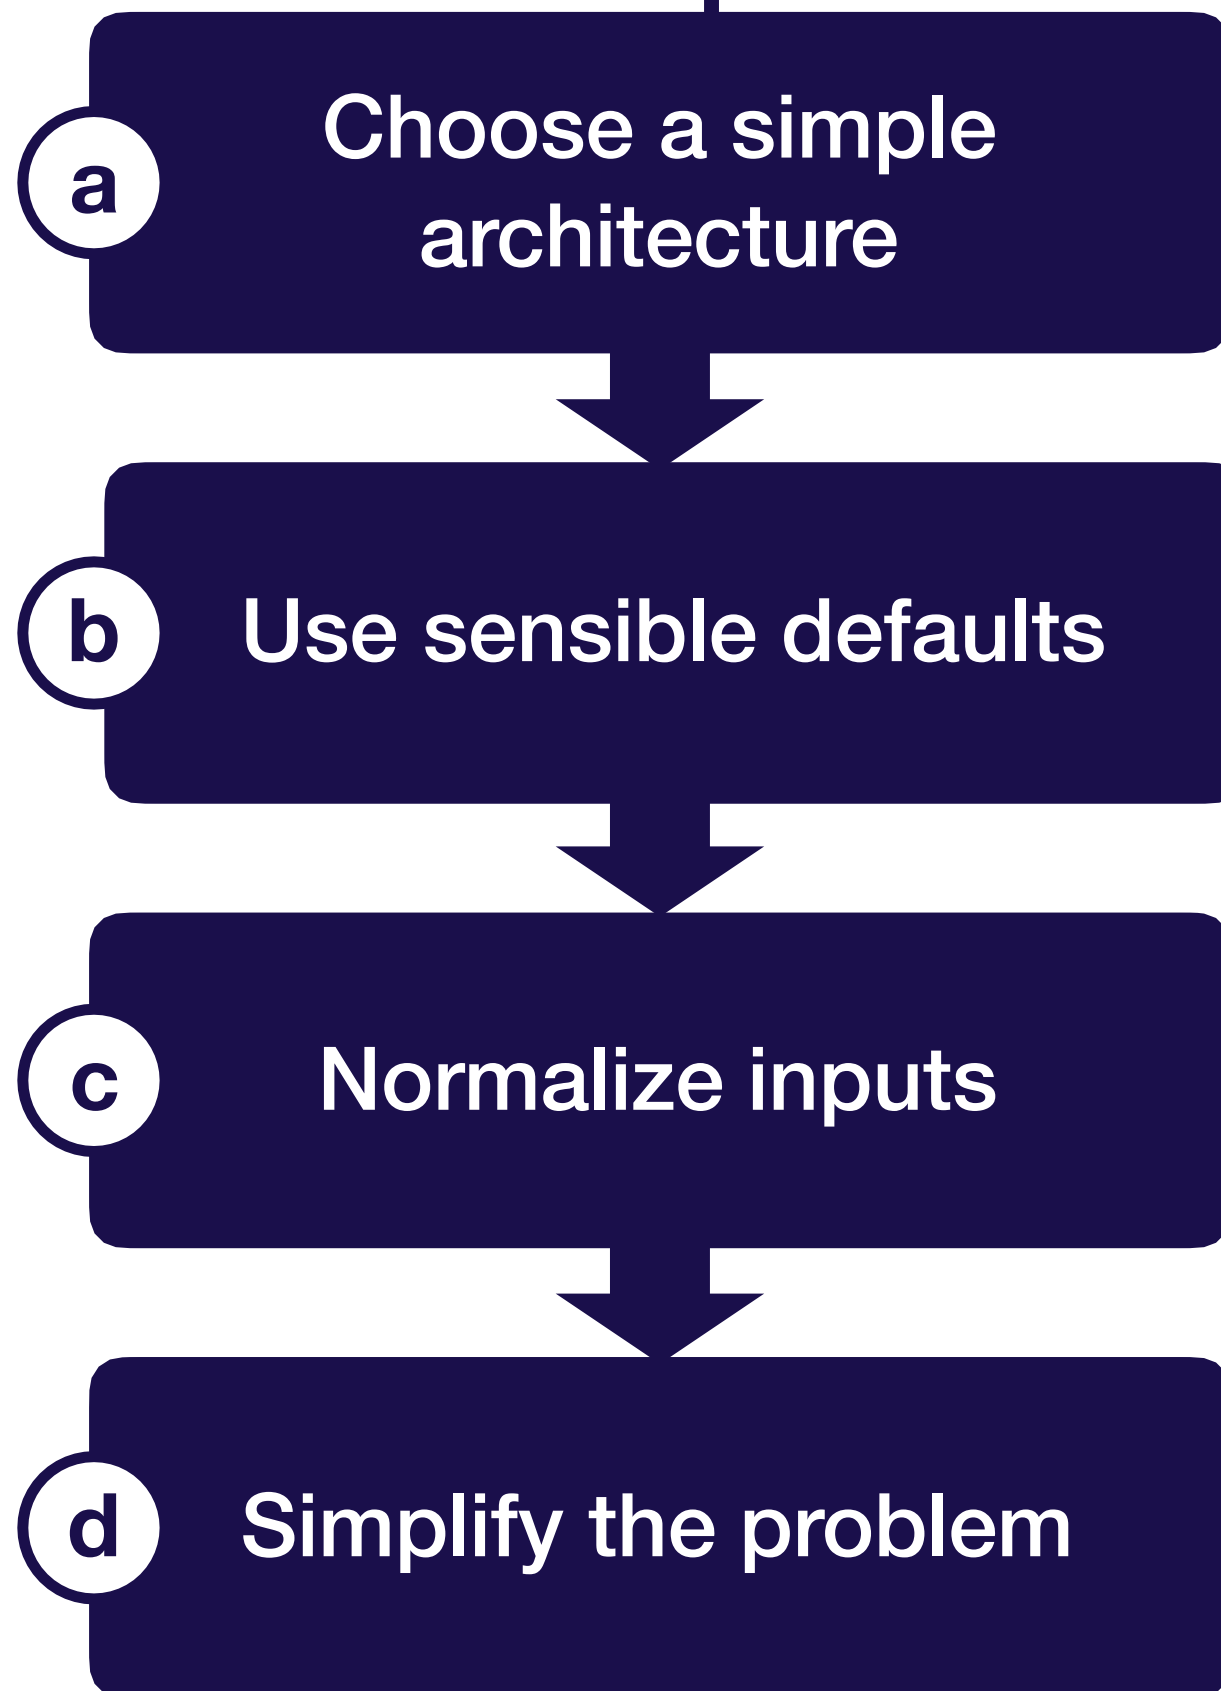 a
Choose a simple
architecture
b
Use sensible defaults
c
Normalize inputs
d
Simplify the problem